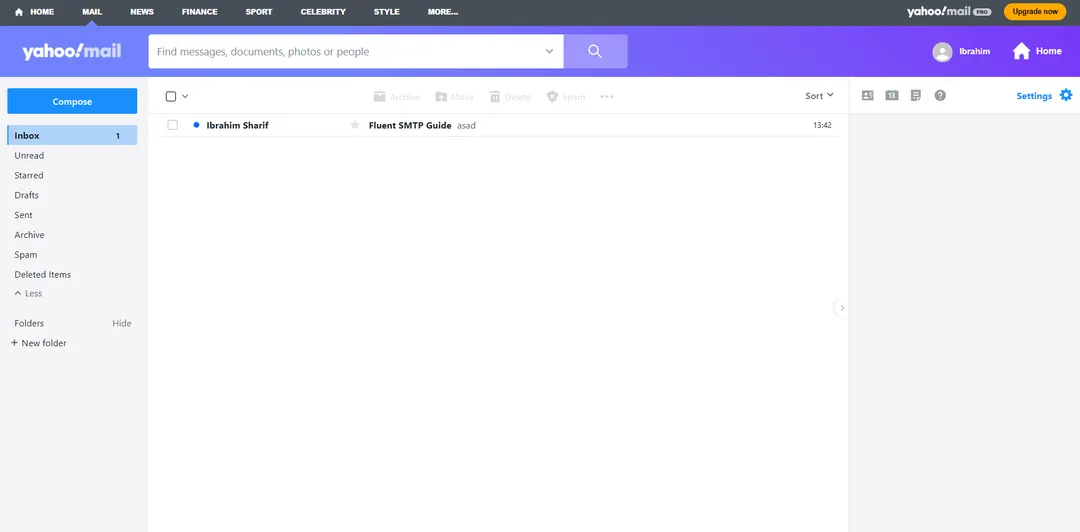 HOME MAIL NEWS FINANCE SPORT CELEBRITY STYLE MORE... yahoo!mail PRO Upgrade now
yahoo!mail Find messages, documents, photos or people Ibrahim Home
Compose
Archive Move Delete Spam Sort 13 Settings
Inbox 1
Ibrahim Sharif Fluent SMTP Guide asad 13:42
Unread
Starred
Drafts
Sent
Archive
Spam
Deleted Items
Less
Folders Hide
+ New folder